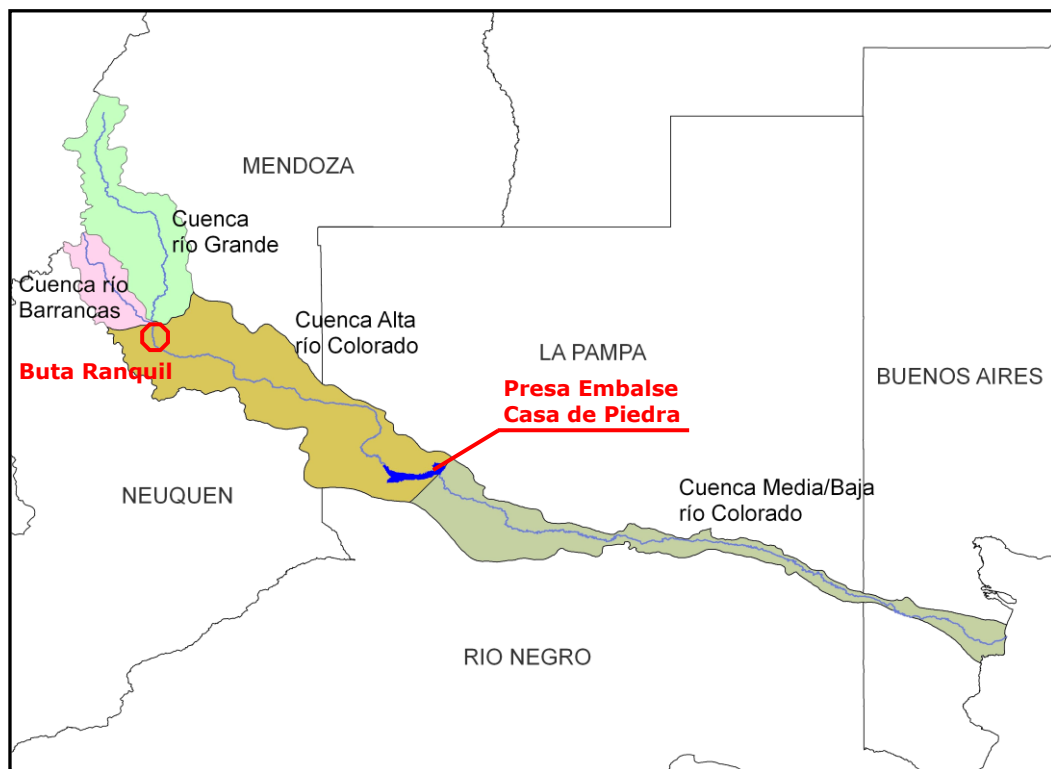 MENDOZA
Cuenca
río Grande
Cuenca río
Barrancas
Cuenca Alta
río Colorado
Buta Ranquil
LA PAMPA
BUENOS AIRES
Presa Embalse
Casa de Piedra
NEUQUEN
Cuenca Media/Baja
río Colorado
RIO NEGRO